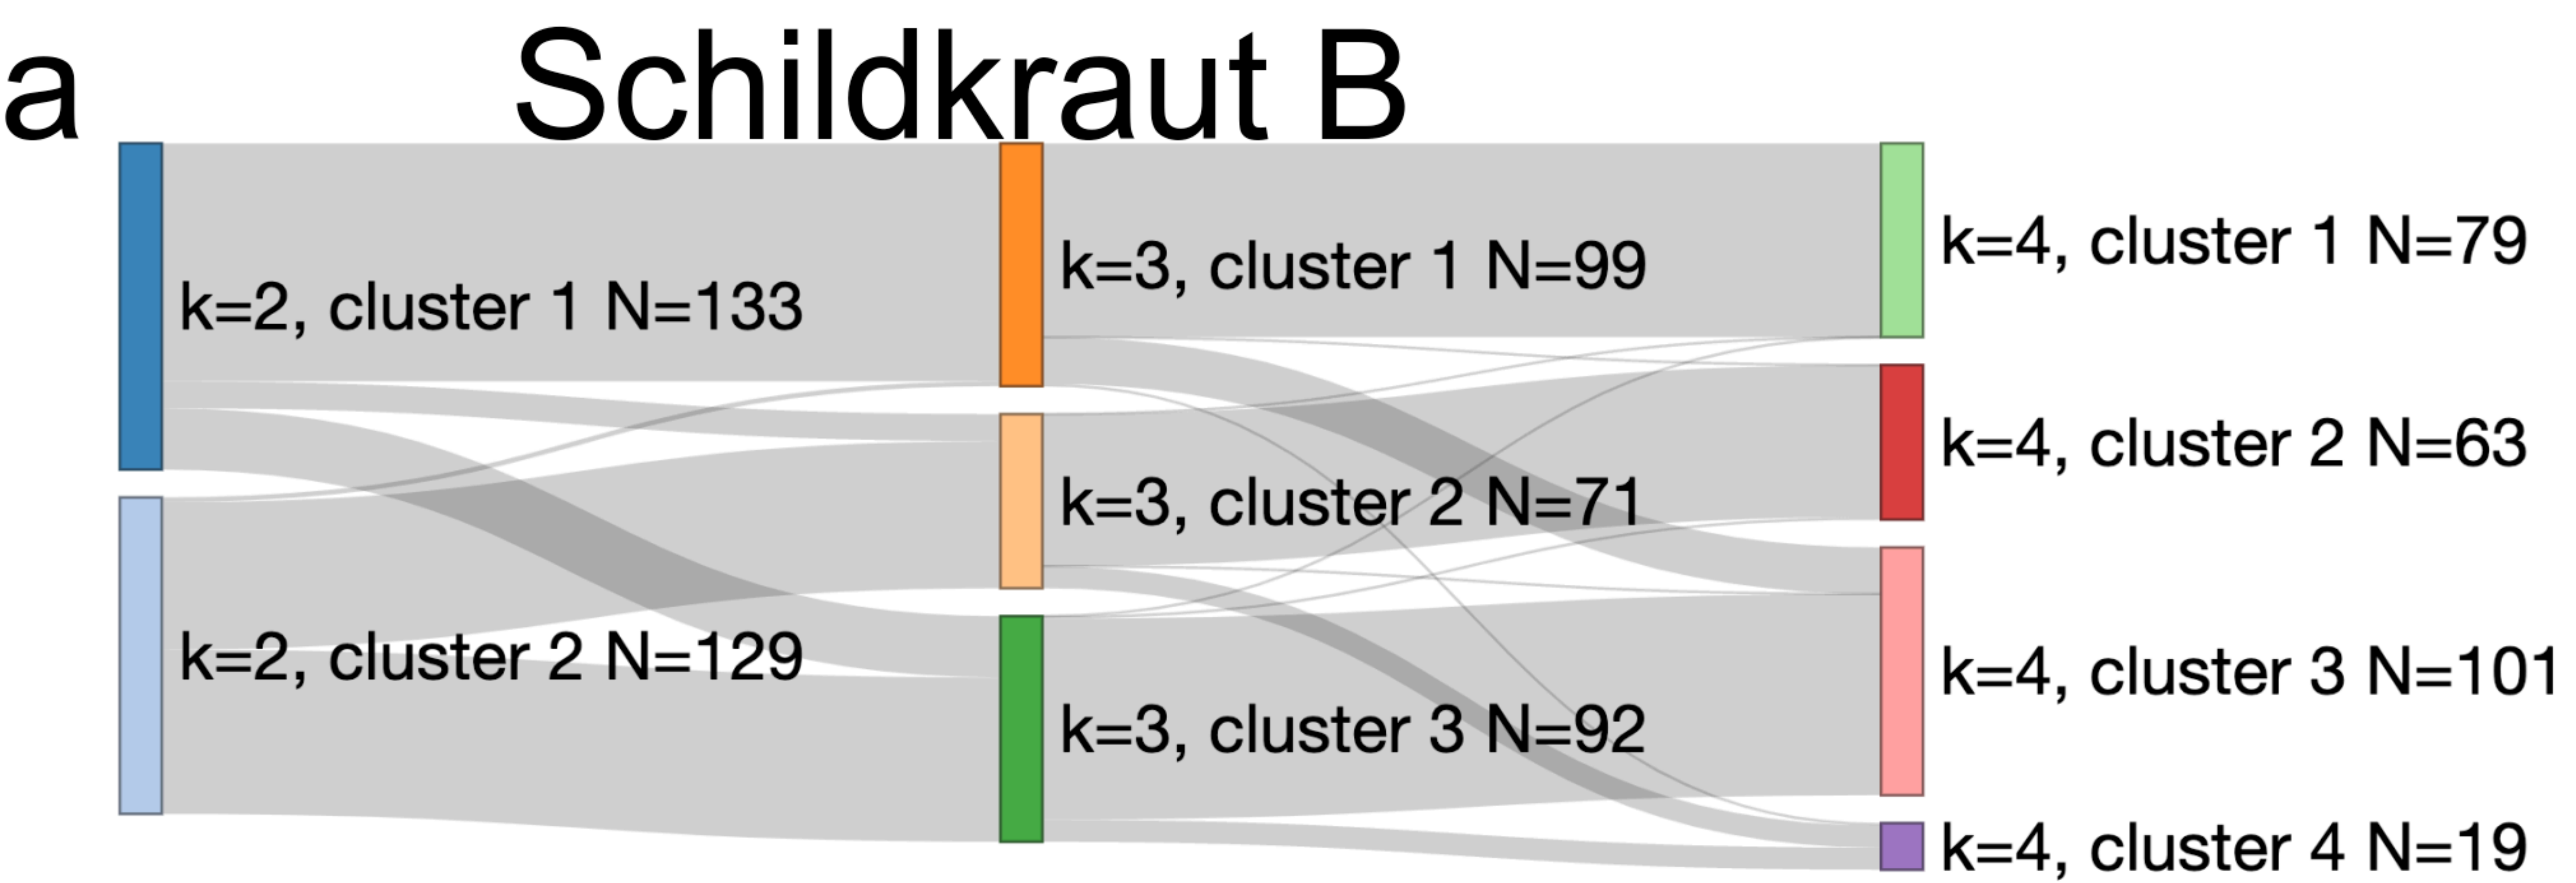 a
Schildkraut B
k=2, cluster 1 N=133
k=2, cluster 2 N=129
k=3, cluster 1 N=99
k=3, cluster 2 N=71
k=3, cluster 3 N=92
k=4, cluster 1 N=79
k=4, cluster 2 N=63
k=4, cluster 3 N=101
k=4, cluster 4 N=19